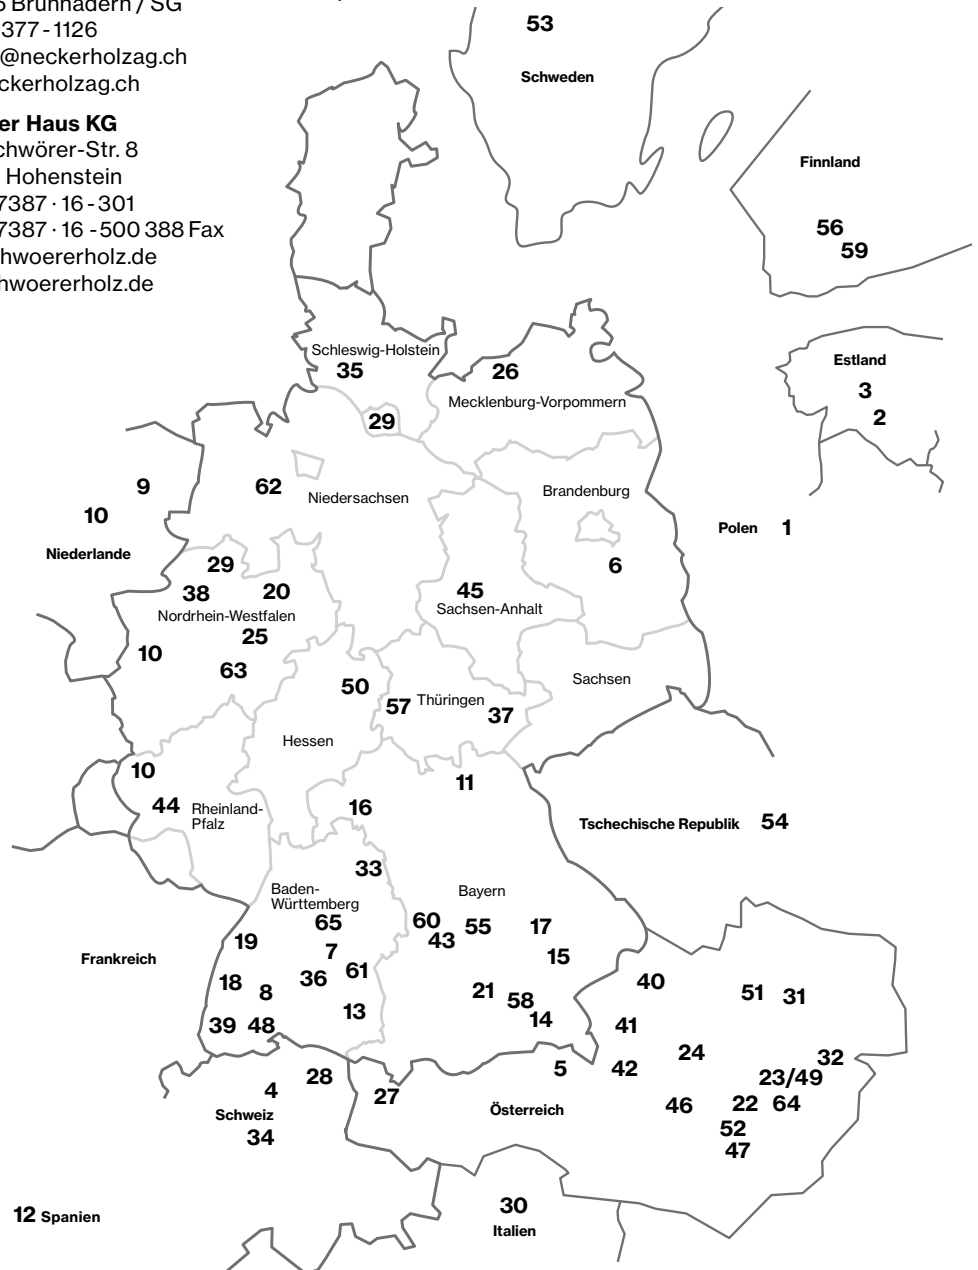 Brunnadern / SG
377 - 1126
@neckerholzag.ch
ckerholzag.ch
er Haus KG
chwörer-Str. 8
Hohenstein
7387 · 16 - 301
7387 · 16 - 500 388 Fax
hwoererholz.de
hwoererholz.de
53
Schweden
Finnland
56
59
Schleswig-Holstein
35
26
Mecklenburg-Vorpommern
Estland
3
2
29
9
62
Niedersachsen
Brandenburg
10
Niederlande
Polen 1
29
6
38
20
45
Sachsen-Anhalt
Nordrhein-Westfalen
25
10
63
Sachsen
50
57
Thüringen
37
Hessen
10
11
44
Rheinland-
Pfalz
16
Tschechische Republik 54
33
Baden-
Württemberg
Bayern
65
60
55
17
43
19
7
15
Frankreich
61
36
18
8
21
58
40
51
31
13
14
39
48
41
24
32
5
42
28
23/49
4
27
46
22
64
Schweiz
Österreich
34
52
47
30
Italien
12 Spanien